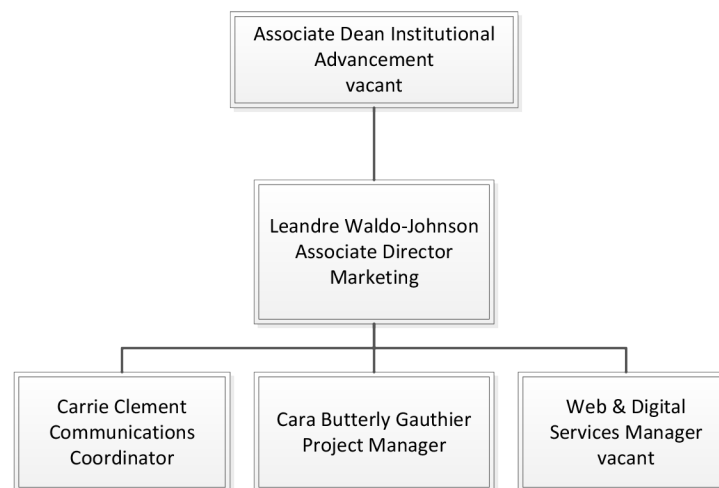 Associate Dean Institutional
Advancement
vacant
Leandre Waldo-Johnson
Associate Director
Marketing
Carrie Clement
Communications
Coordinator
Cara Butterly Gauthier
Project Manager
Web & Digital
Services Manager
vacant